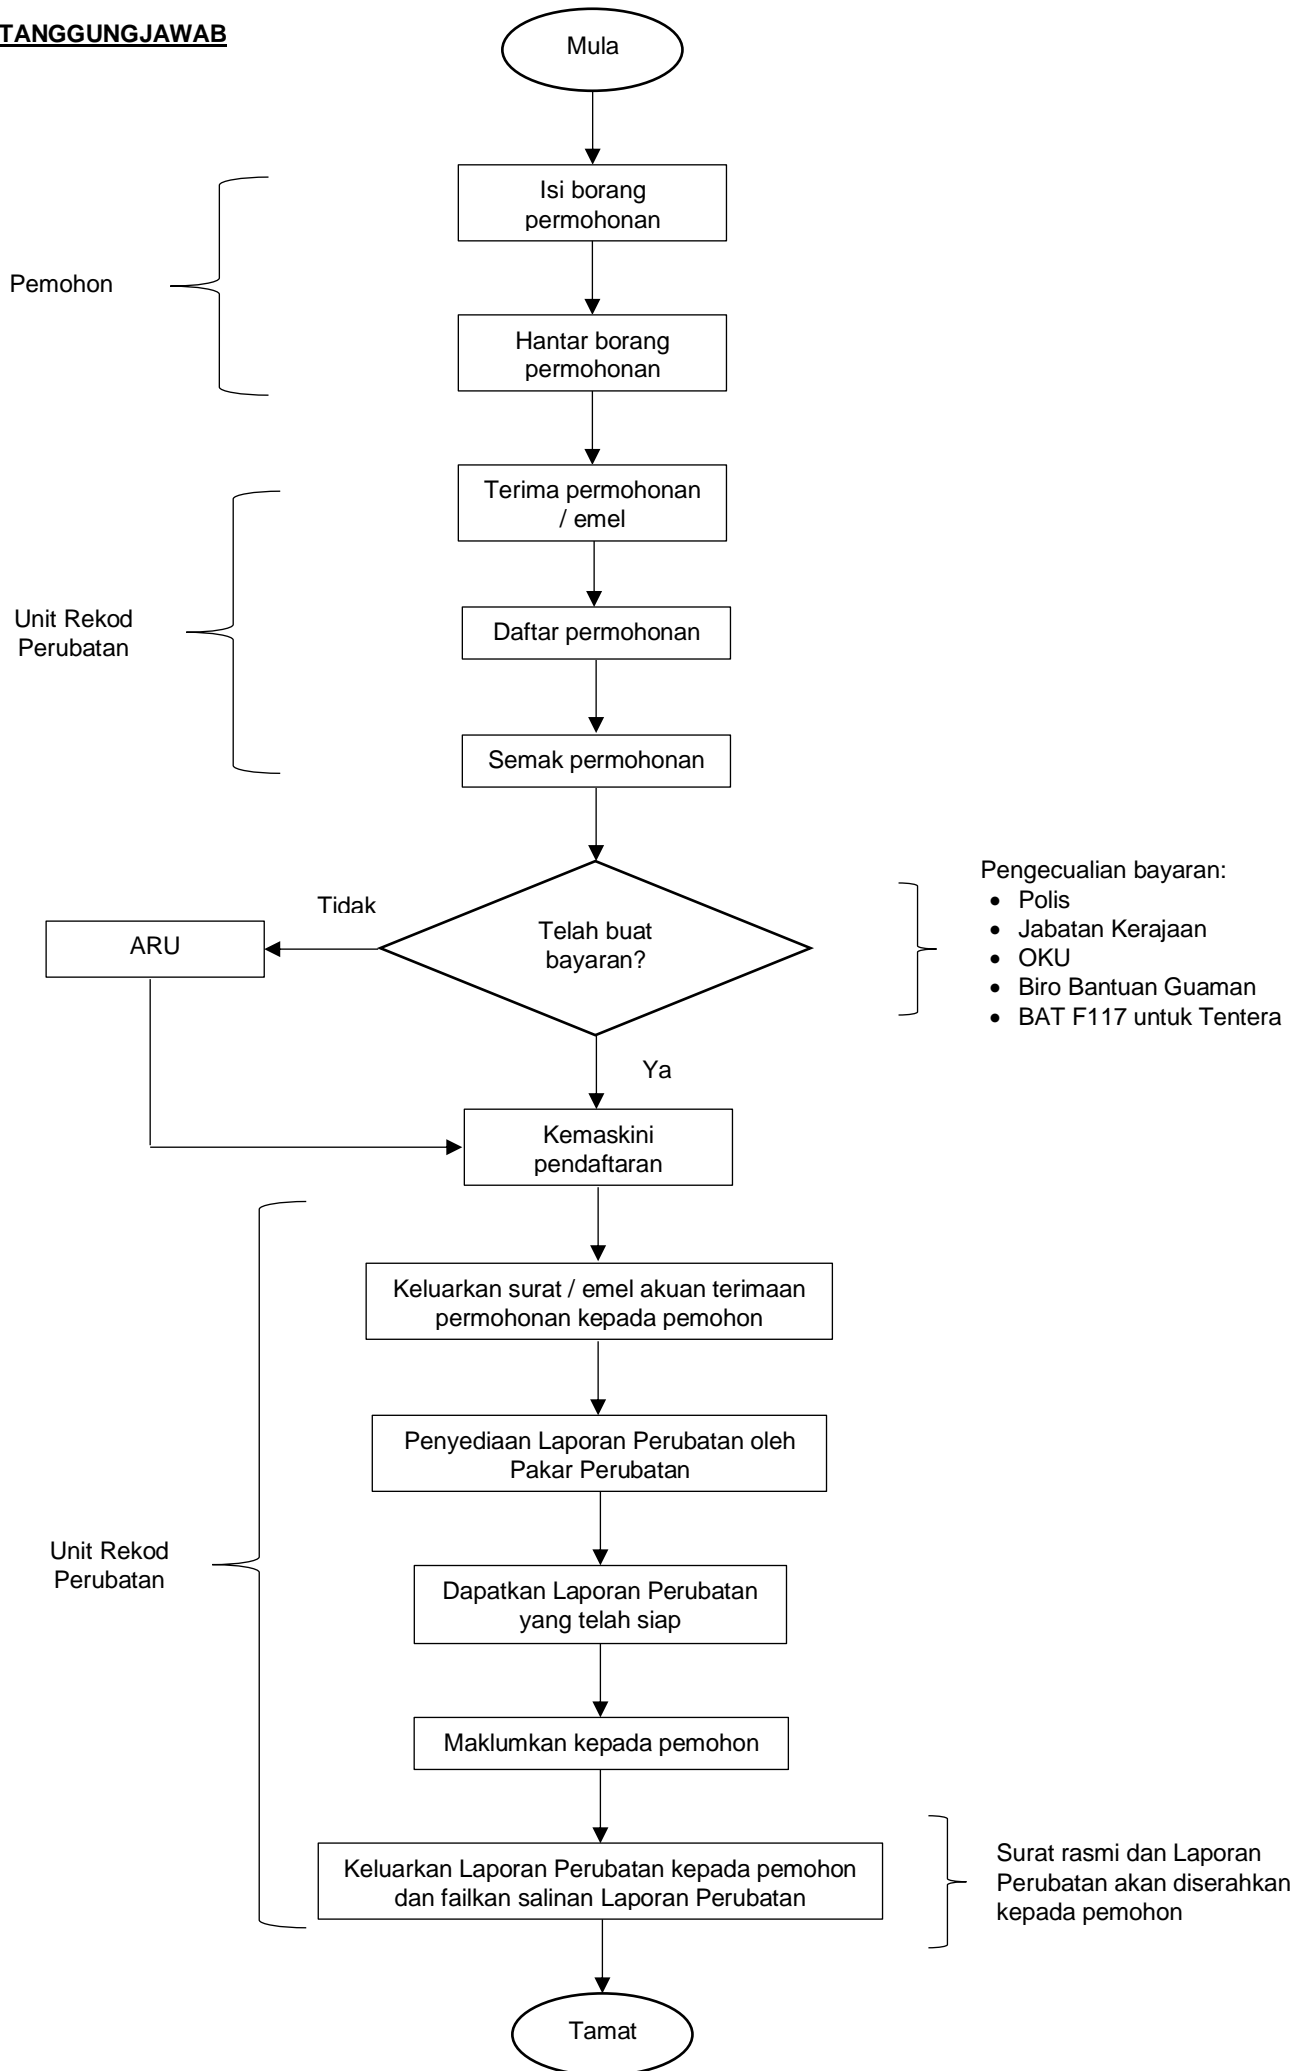 TANGGUNGJAWAB
Mula
Isi borang
permohonan
Pemohon
Hantar borang
permohonan
Terima permohonan
/ emel
Unit Rekod
Perubatan
Daftar permohonan
Semak permohonan
Telah buat
bayaran?
Tidak
ARU
Pengecualian bayaran:
• Polis
• Jabatan Kerajaan
• OKU
• Biro Bantuan Guaman
• BAT F117 untuk Tentera
Ya
Kemaskini
pendaftaran
Keluarkan surat / emel akuan terimaan
permohonan kepada pemohon
Penyediaan Laporan Perubatan oleh
Pakar Perubatan
Unit Rekod
Perubatan
Dapatkan Laporan Perubatan
yang telah siap
Maklumkan kepada pemohon
Keluarkan Laporan Perubatan kepada pemohon
dan failkan salinan Laporan Perubatan
Surat rasmi dan Laporan
Perubatan akan diserahkan
kepada pemohon
Tamat